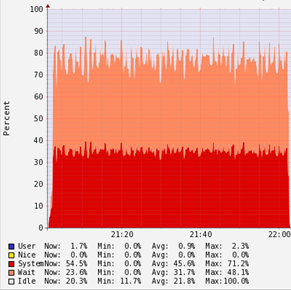 100
90
80
70
60
50
40
30
20
10
0
Percent
21:20 21:40 22:00
User Now: 1.7% Min: 0.0% Avg: 0.9% Max: 2.3%
Nice Now: 0.0% Min: 0.0% Avg: 0.0% Max: 0.0%
System Now: 54.5% Min: 0.0% Avg: 45.6% Max: 71.2%
Wait Now: 23.6% Min: 0.0% Avg: 31.7% Max: 48.1%
Idle Now: 20.3% Min: 11.7% Avg: 21.8% Max:100.0%